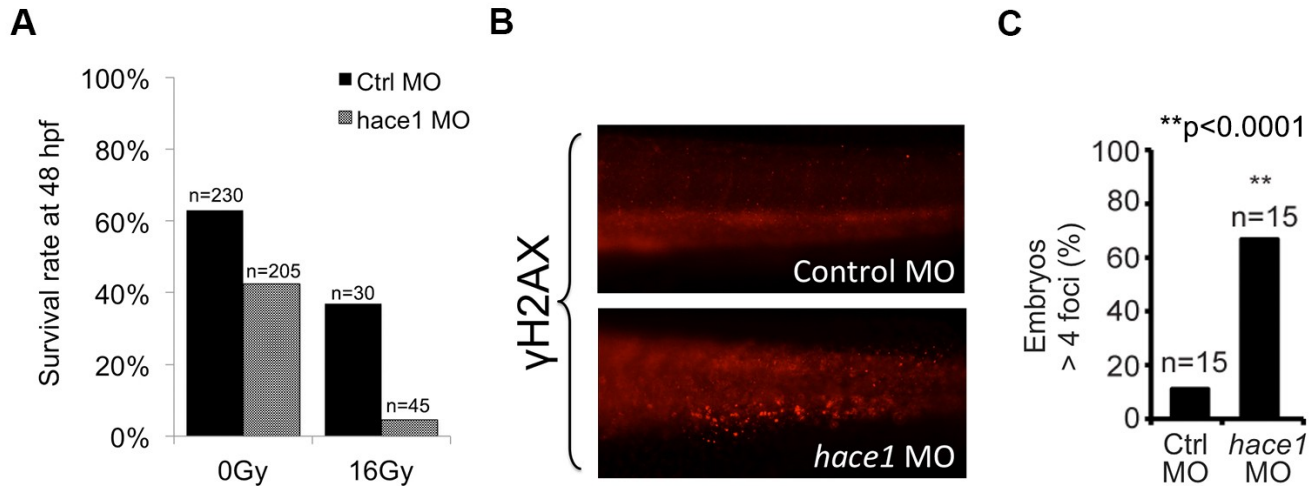 A
Survival rate at 48 hpf
100%
80%
60%
40%
20%
0%
Ctrl MO
hace1 MO
n=230
n=205
n=30
n=45
0Gy
16Gy
B
γH2AX
Control MO
hace1 MO
C
**p<0.0001
Embryos
> 4 foci (%)
100
80
60
40
20
0
**
n=15
n=15
Ctrl
MO
hace1
MO